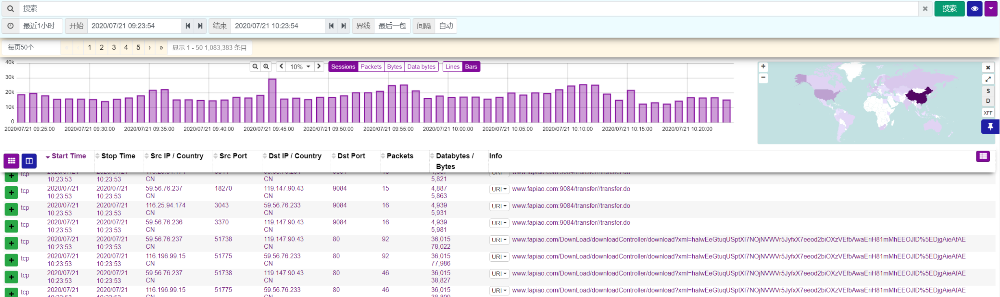 搜索 搜索
最近1小时 开始 2020/07/21 09:23:54 结束 2020/07/21 10:23:54 界线 最后一包 间隔 自动
每页50个 « ‹ 1 2 3 4 5 › » 显示 1 - 50 1,083,383 条目
40k
30k
20k
10k
0
10% Sessions Packets Bytes Data bytes Lines Bars
2020/07/21 09:25:00 2020/07/21 09:30:00 2020/07/21 09:35:00 2020/07/21 09:40:00 2020/07/21 09:45:00 2020/07/21 09:50:00 2020/07/21 09:55:00 2020/07/21 10:00:00 2020/07/21 10:05:00 2020/07/21 10:10:00 2020/07/21 10:15:00 2020/07/21 10:20:00
+
−
S
D
XFF
Start Time Stop Time Src IP / Country Src Port Dst IP / Country Dst Port Packets Databytes / Info
Bytes
tcp URI www.fapiao.com:9084/transfer//transfer.do
10:23:53 10:23:53 CN CN 5,821
tcp 2020/07/21 2020/07/21 59.56.76.237 18270 119.147.90.43 9084 15 4,887 URI www.fapiao.com:9084/transfer//transfer.do
10:23:53 10:23:53 CN CN 5,863
tcp 2020/07/21 2020/07/21 116.25.94.174 3043 59.56.76.233 9084 16 4,939 URI www.fapiao.com:9084/transfer//transfer.do
10:23:53 10:23:53 CN CN 5,931
tcp 2020/07/21 2020/07/21 59.56.76.236 3370 119.147.90.43 9084 16 4,939 URI www.fapiao.com:9084/transfer//transfer.do
10:23:53 10:23:53 CN CN 5,981
tcp 2020/07/21 2020/07/21 59.56.76.237 51738 119.147.90.43 80 92 36,015 URI www.fapiao.com/DownLoad/downloadController/download?xml=halwEeGtuqUSptXI7NOjNVWVr5JyfxX7eeod2biOXzVEfbAwaEriH81mMhEEOJlD%5EDjgAieAfAE
10:23:53 10:23:53 CN CN 78,022
tcp 2020/07/21 2020/07/21 116.196.99.15 51775 59.56.76.233 80 92 36,015 URI www.fapiao.com/DownLoad/downloadController/download?xml=halwEeGtuqUSptXI7NOjNVWVr5JyfxX7eeod2biOXzVEfbAwaEriH81mMhEEOJlD%5EDjgAieAfAE
10:23:53 10:23:53 CN CN 77,986
tcp 2020/07/21 2020/07/21 59.56.76.237 51738 119.147.90.43 80 46 36,015 URI www.fapiao.com/DownLoad/downloadController/download?xml=halwEeGtuqUSptXI7NOjNVWVr5JyfxX7eeod2biOXzVEfbAwaEriH81mMhEEOJlD%5EDjgAieAfAE
10:23:53 10:23:53 CN CN 38,827
tcp 2020/07/21 2020/07/21 116.196.99.15 51775 59.56.76.233 80 46 36,015 URI www.fapiao.com/DownLoad/downloadController/download?xml=halwEeGtuqUSptXI7NOjNVWVr5JyfxX7eeod2biOXzVEfbAwaEriH81mMhEEOJlD%5EDjgAieAfAE